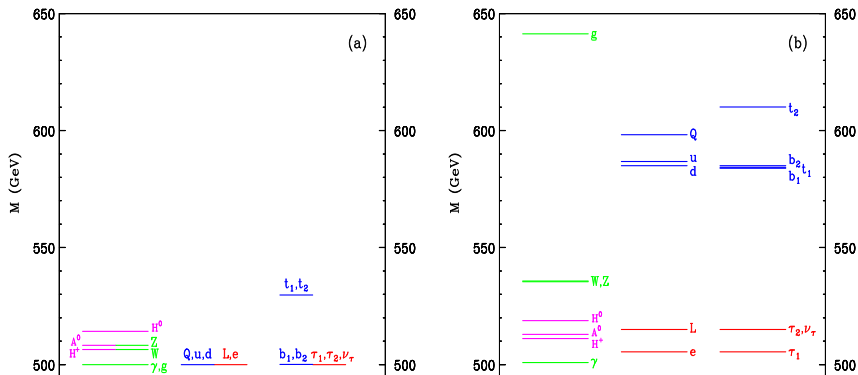 650 650 650 650
(a) (b)
g
t₂
600 600 600 600
Q
u
b₂
t₁
d
b₁
M (GeV) M (GeV)
550 550 550 550
W,Z
t₁,t₂
H⁰ H⁰
A⁰ Z A⁰
H⁺ W H⁺
L τ₂,ν_τ
Q,u,d L,e b₁,b₂ τ₁,τ₂,ν_τ e τ₁
γ,g γ
500 500 500 500